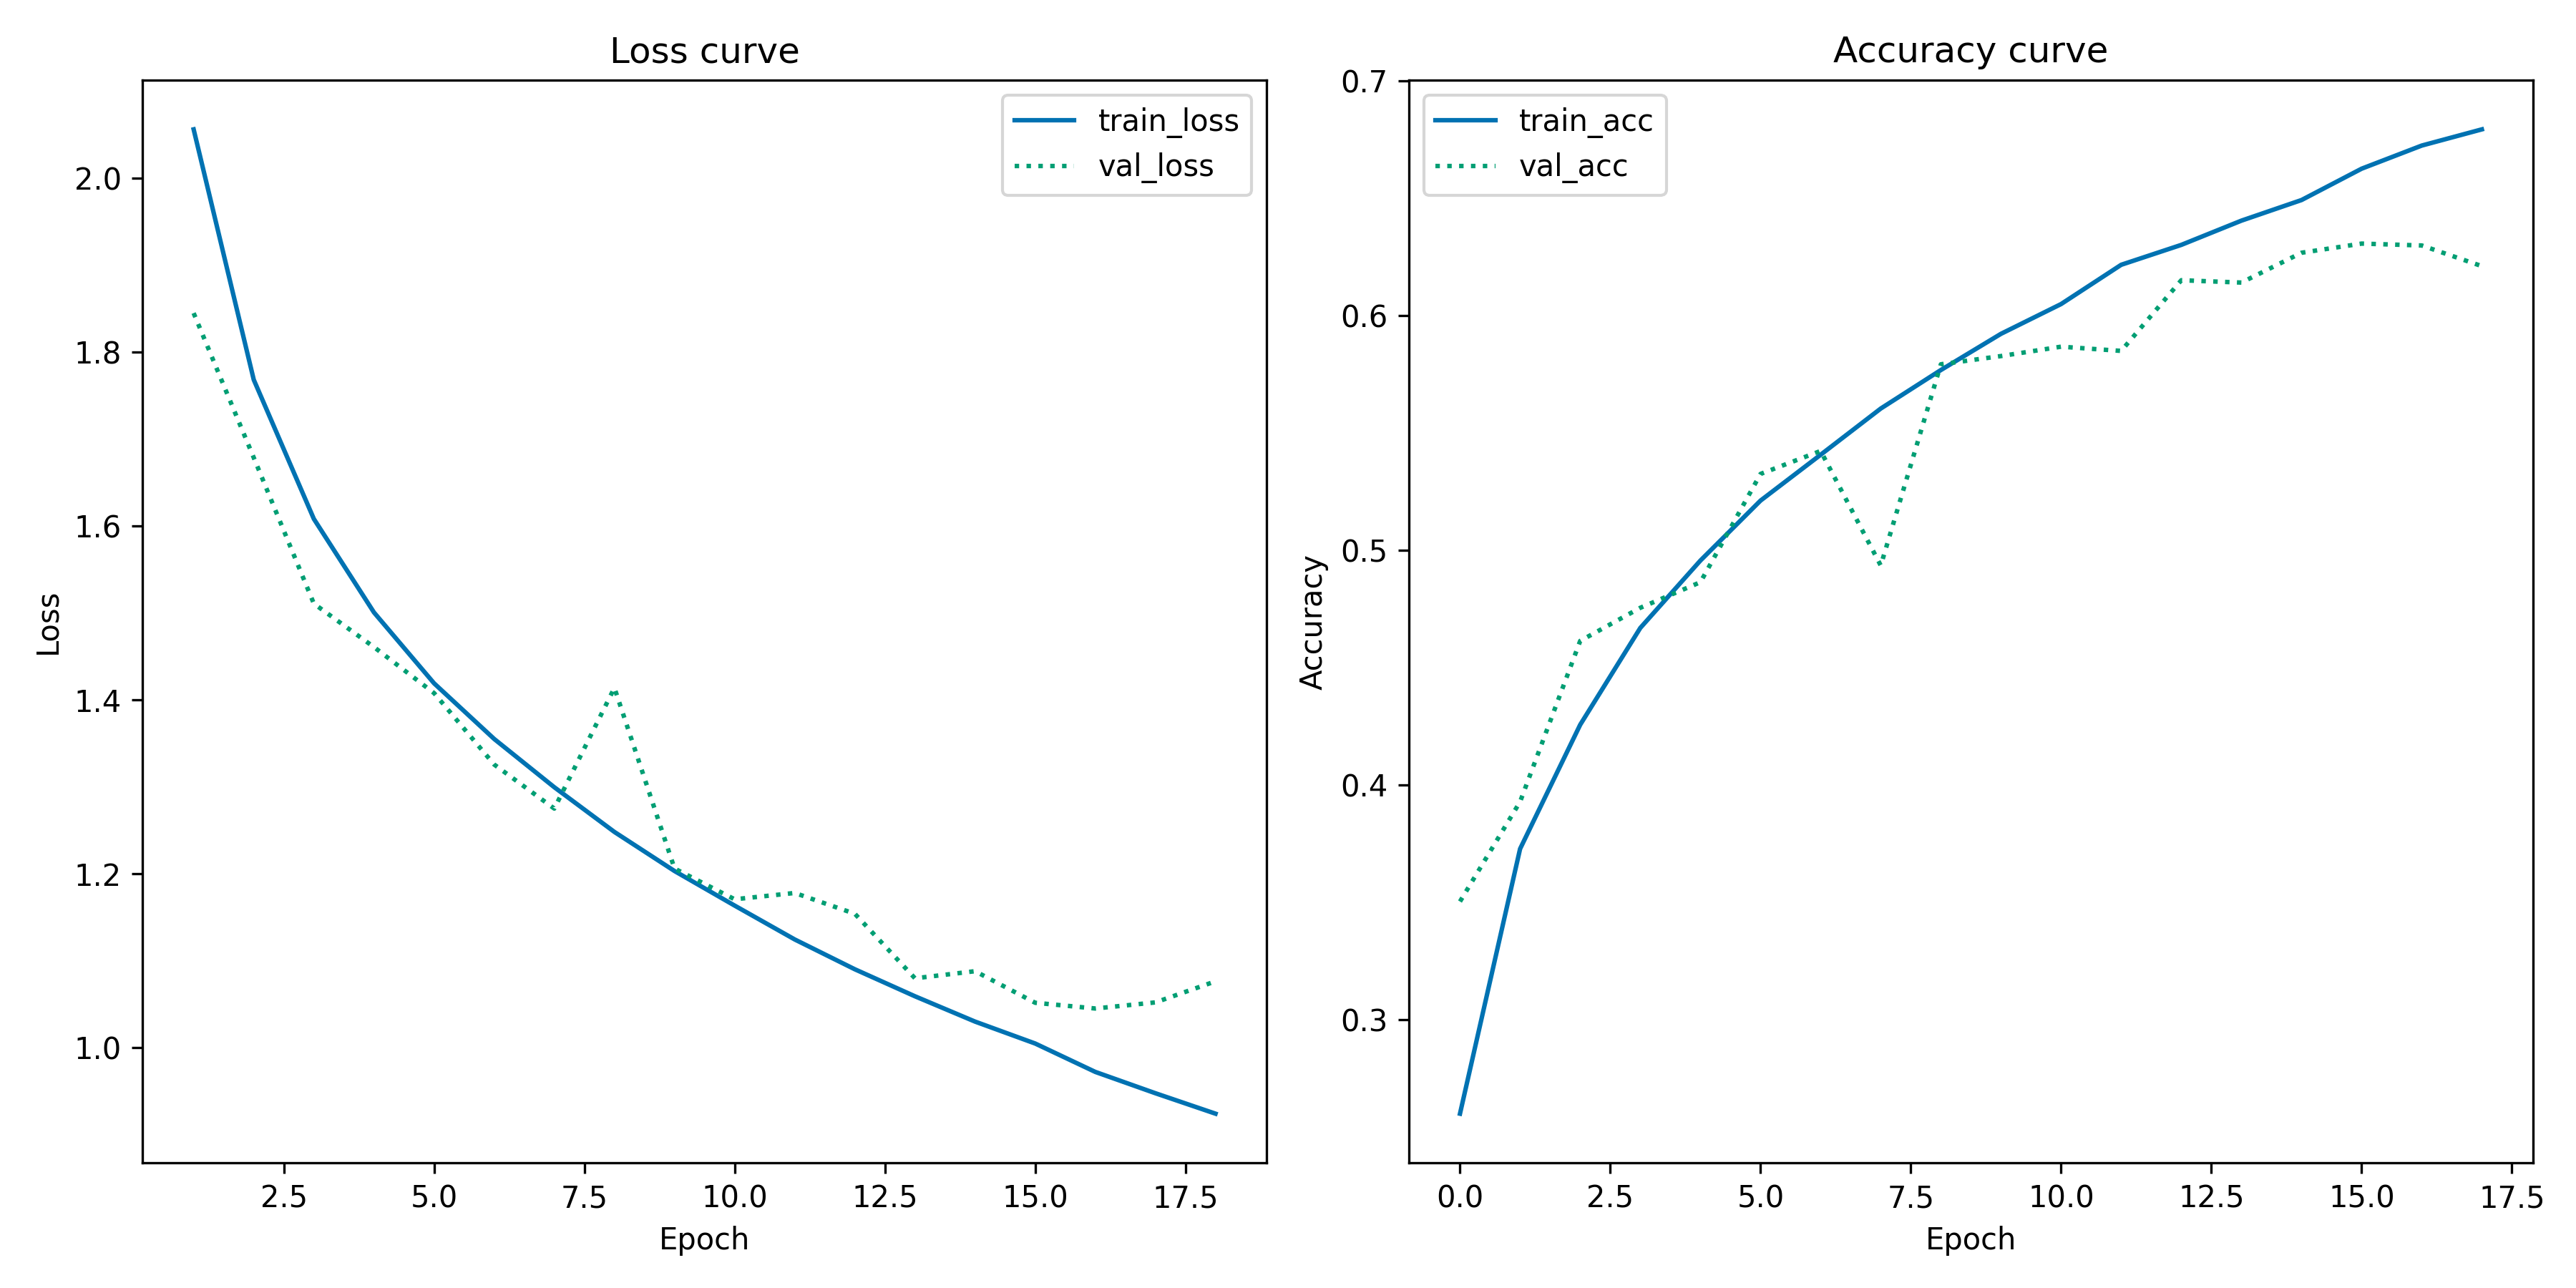 Loss curve
train_loss
val_loss
2.0
1.8
1.6
1.4
1.2
1.0
Loss
2.5 5.0 7.5 10.0 12.5 15.0 17.5
Epoch
Accuracy curve
train_acc
val_acc
0.7
0.6
0.5
0.4
0.3
Accuracy
0.0 2.5 5.0 7.5 10.0 12.5 15.0 17.5
Epoch